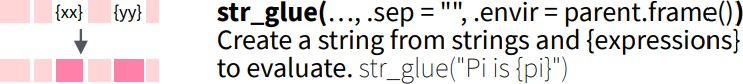 {xx} {yy}
str_glue(…, .sep = "", .envir = parent.frame())
Create a string from strings and {expressions}
to evaluate. str_glue("Pi is {pi}")